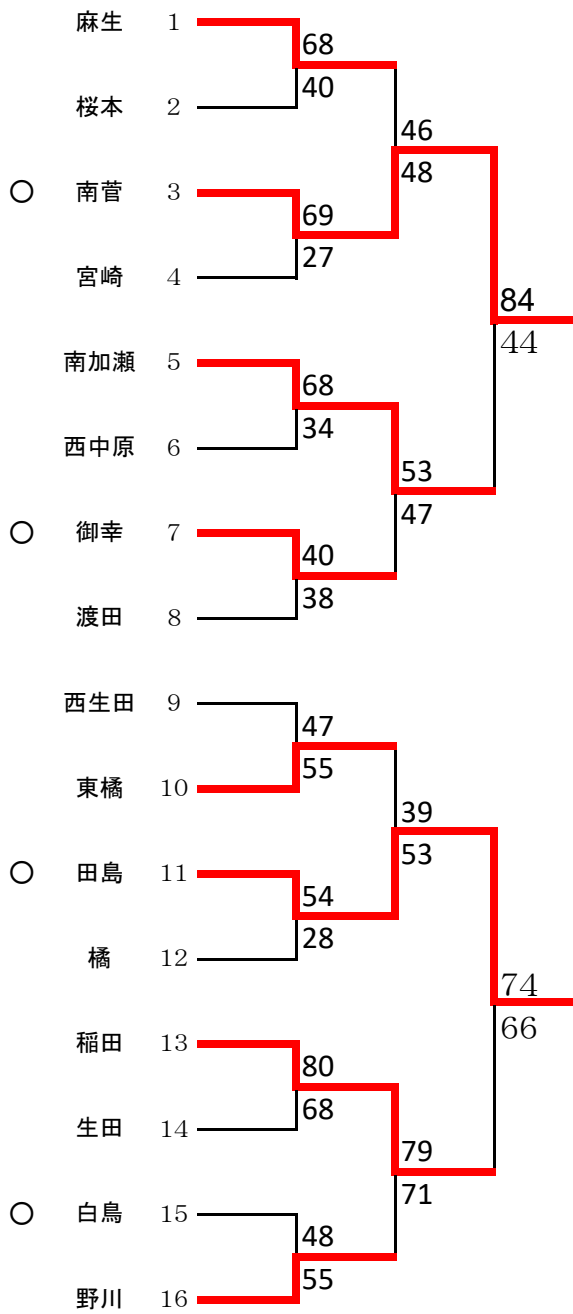 麻生 1
68
40
桜本 2
46
48
○ 南菅 3
69
27
宮崎 4
84
44
南加瀬 5
68
34
西中原 6
53
47
○ 御幸 7
40
38
渡田 8
西生田 9
47
55
東橘 10
39
53
○ 田島 11
54
28
橘 12
74
66
稲田 13
80
68
生田 14
79
71
○ 白鳥 15
48
55
野川 16